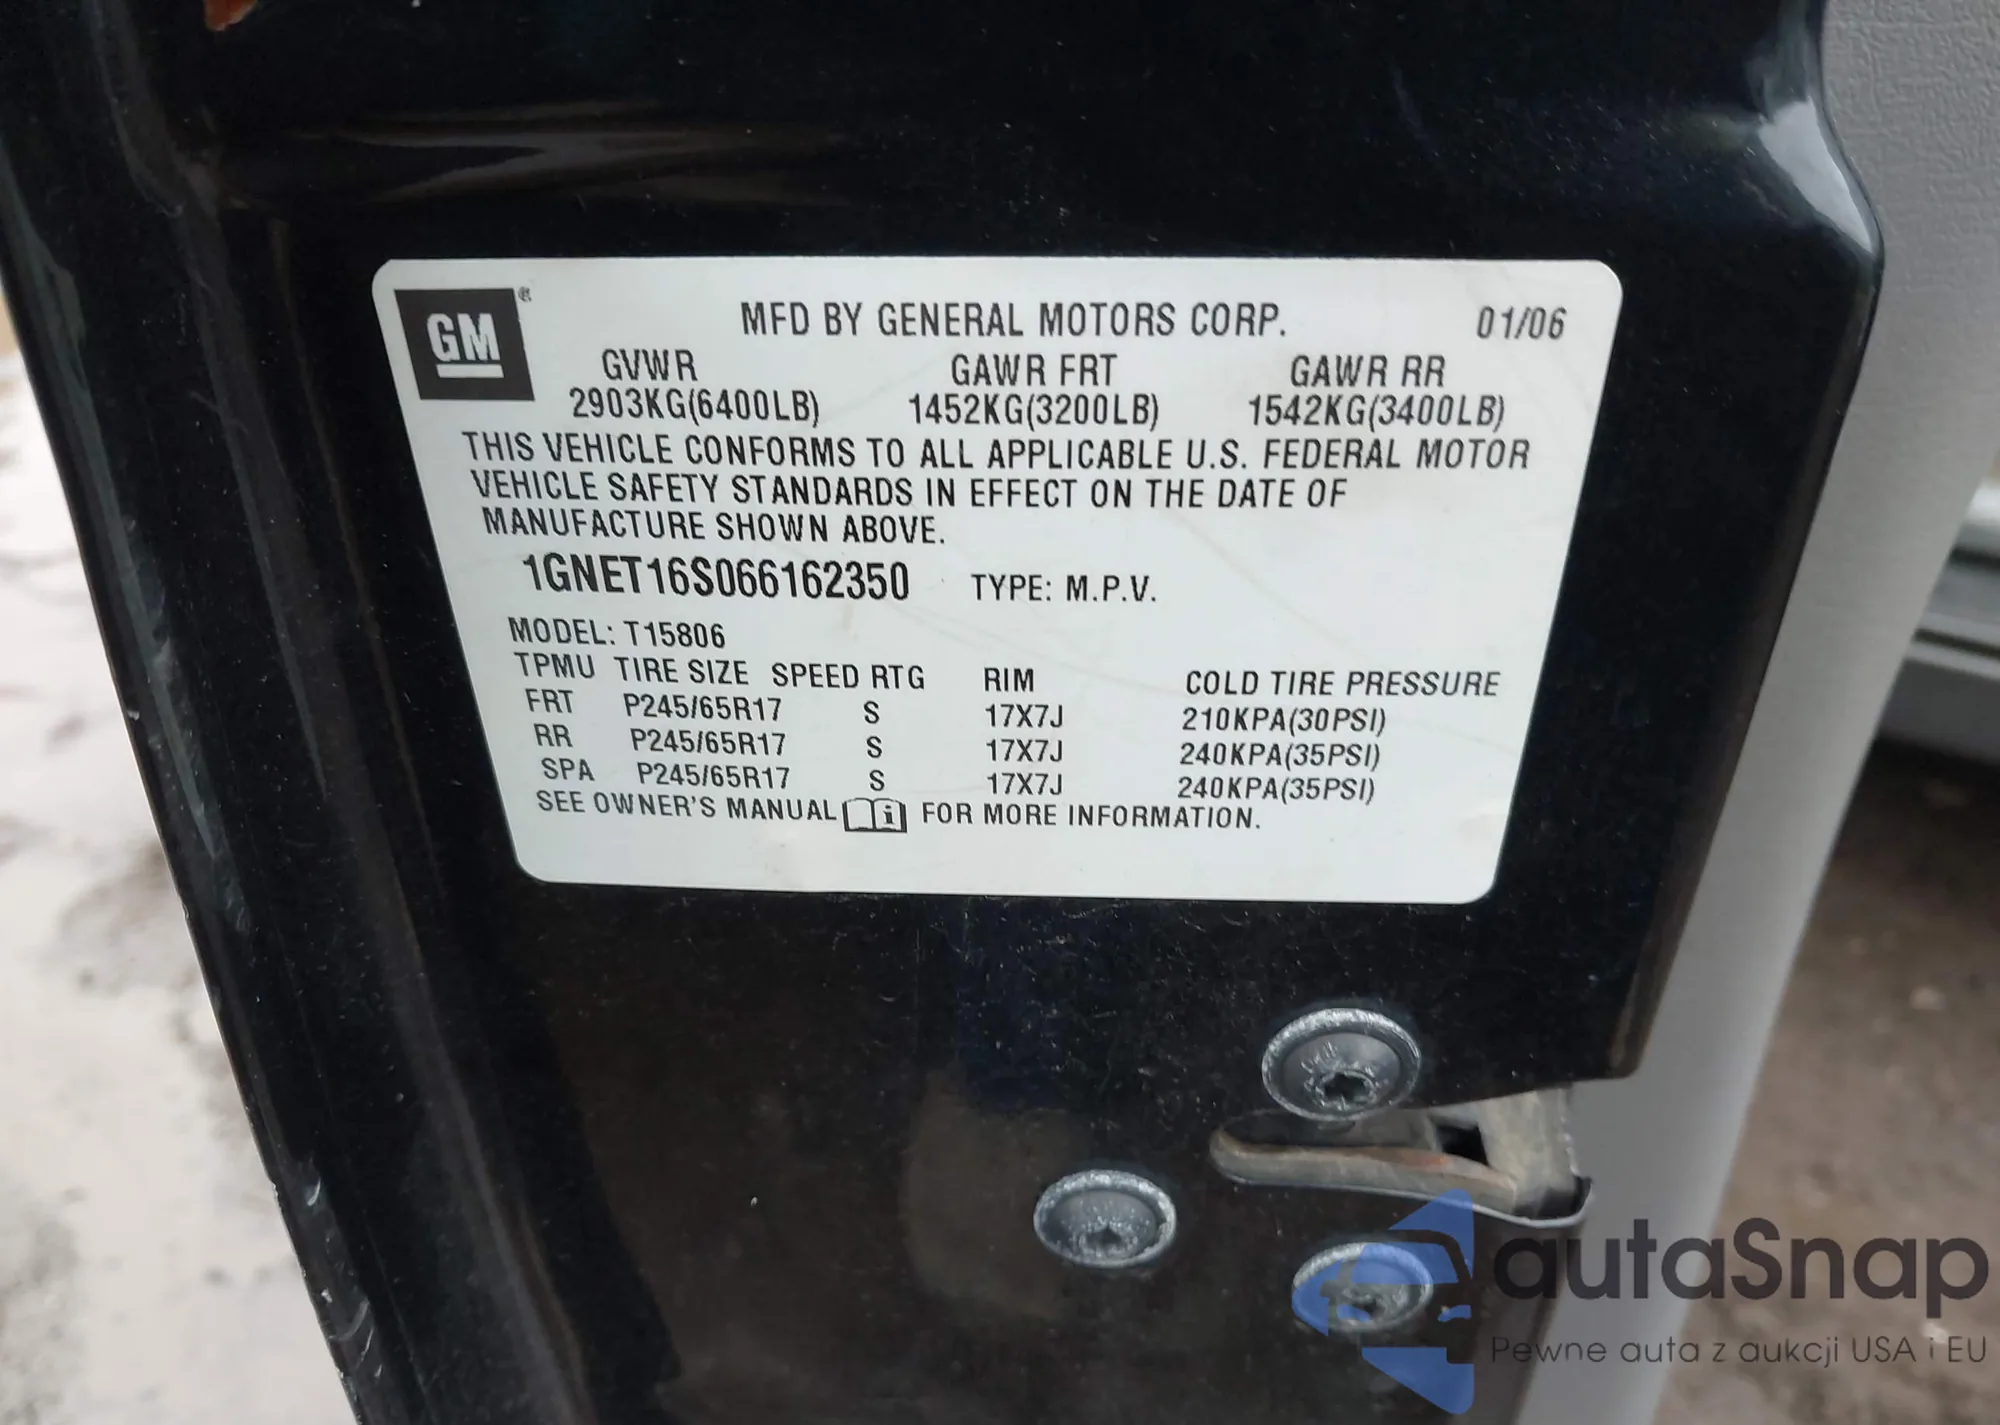 GM®
MFD BY GENERAL MOTORS CORP. 01/06
GVWR GAWR FRT GAWR RR
2903KG(6400LB) 1452KG(3200LB) 1542KG(3400LB)
THIS VEHICLE CONFORMS TO ALL APPLICABLE U.S. FEDERAL MOTOR
VEHICLE SAFETY STANDARDS IN EFFECT ON THE DATE OF
MANUFACTURE SHOWN ABOVE.
1GNET16S066162350 TYPE: M.P.V.
MODEL: T15806
TPMU TIRE SIZE SPEED RTG RIM COLD TIRE PRESSURE
FRT P245/65R17 S 17X7J 210KPA(30PSI)
RR P245/65R17 S 17X7J 240KPA(35PSI)
SPA P245/65R17 S 17X7J 240KPA(35PSI)
SEE OWNER'S MANUAL i FOR MORE INFORMATION.
autaSnap
Pewne auta z aukcji USA i EU